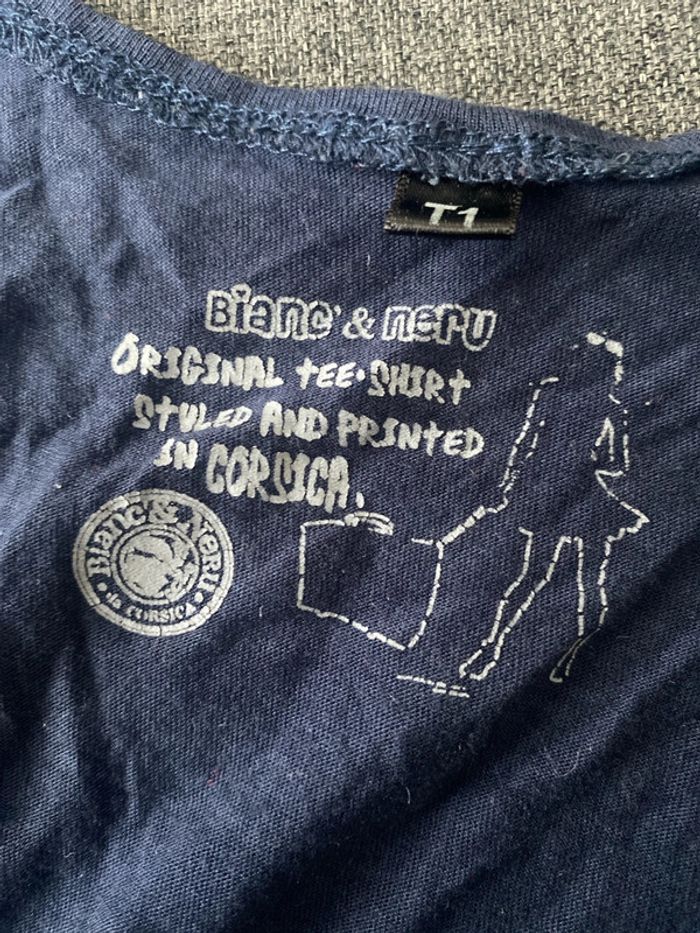 T1
Bianc' & neru
ORIGINAL tEE•SHIRt
StYLED AND PRINtED
IN CORSICA.
BIANC' & NERU
IN CORSICA